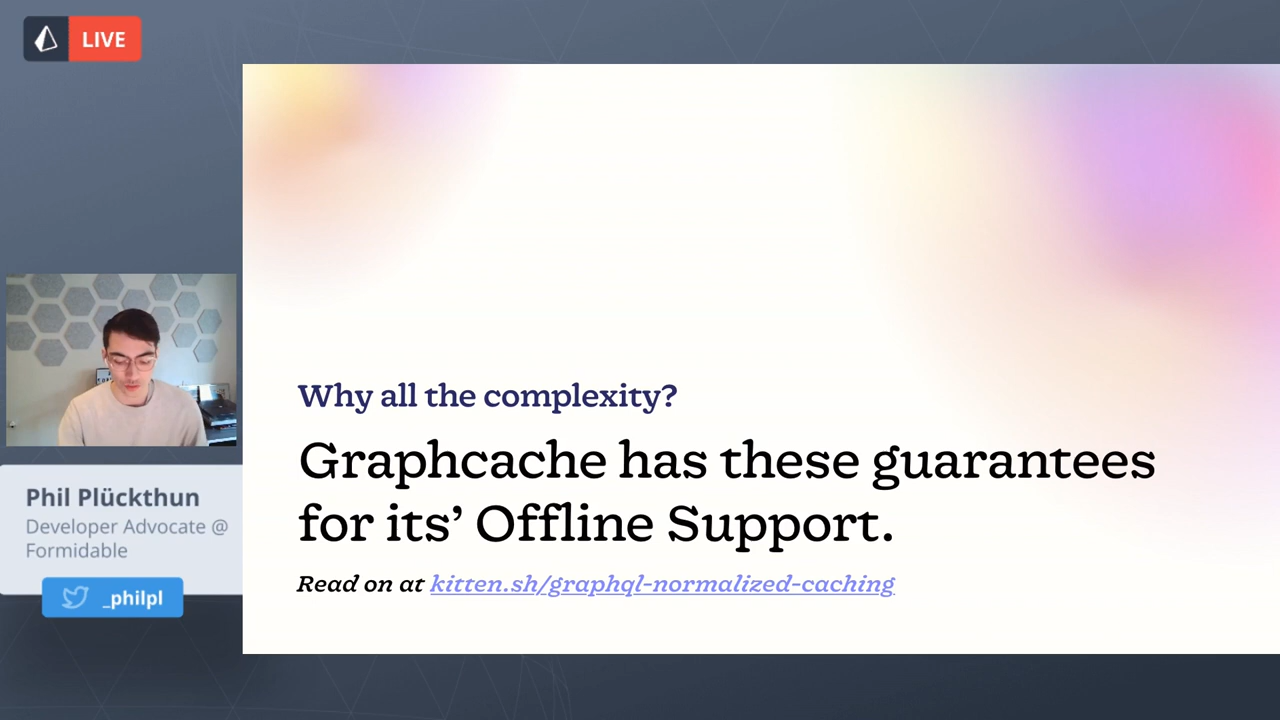 LIVE
Why all the complexity?
Graphcache has these guarantees
for its’ Offline Support.
Read on at kitten.sh/graphql-normalized-caching
Phil Plückthun
Developer Advocate @
Formidable
_philpl